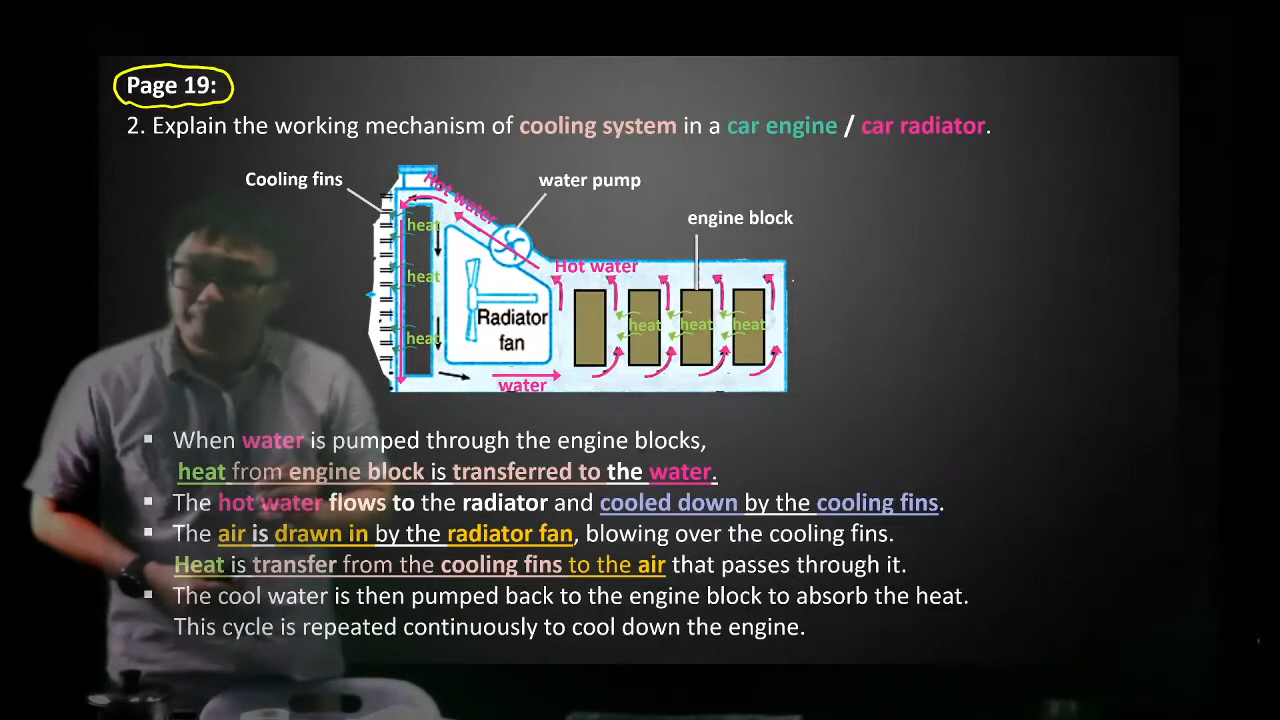 Page 19:
2. Explain the working mechanism of cooling system in a car engine / car radiator.
Cooling fins
Hot water
water pump
engine block
heat
Hot water
heat
Radiator
fan
heat heat heat
heat
water
▪ When water is pumped through the engine blocks,
heat from engine block is transferred to the water.
▪ The hot water flows to the radiator and cooled down by the cooling fins.
▪ The air is drawn in by the radiator fan, blowing over the cooling fins.
Heat is transfer from the cooling fins to the air that passes through it.
▪ The cool water is then pumped back to the engine block to absorb the heat.
This cycle is repeated continuously to cool down the engine.